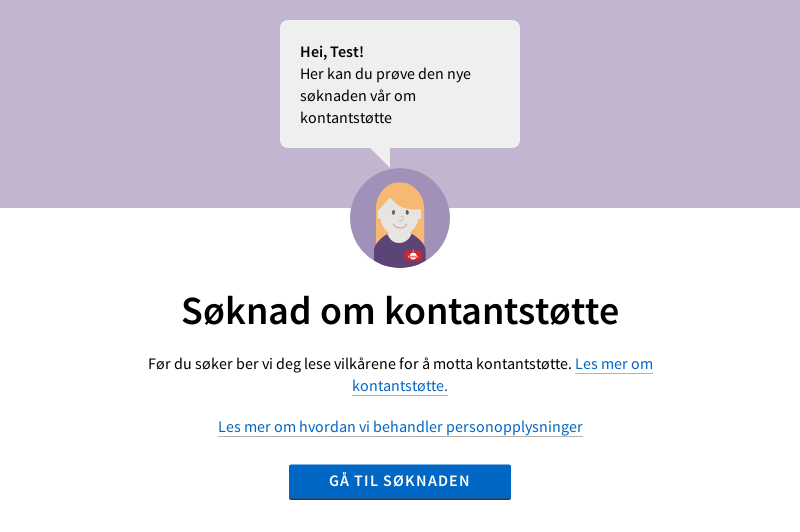 Hei, Test!
Her kan du prøve den nye
søknaden vår om
kontantstøtte
Søknad om kontantstøtte
Før du søker ber vi deg lese vilkårene for å motta kontantstøtte. Les mer om
kontantstøtte.
Les mer om hvordan vi behandler personopplysninger
GÅ TIL SØKNADEN